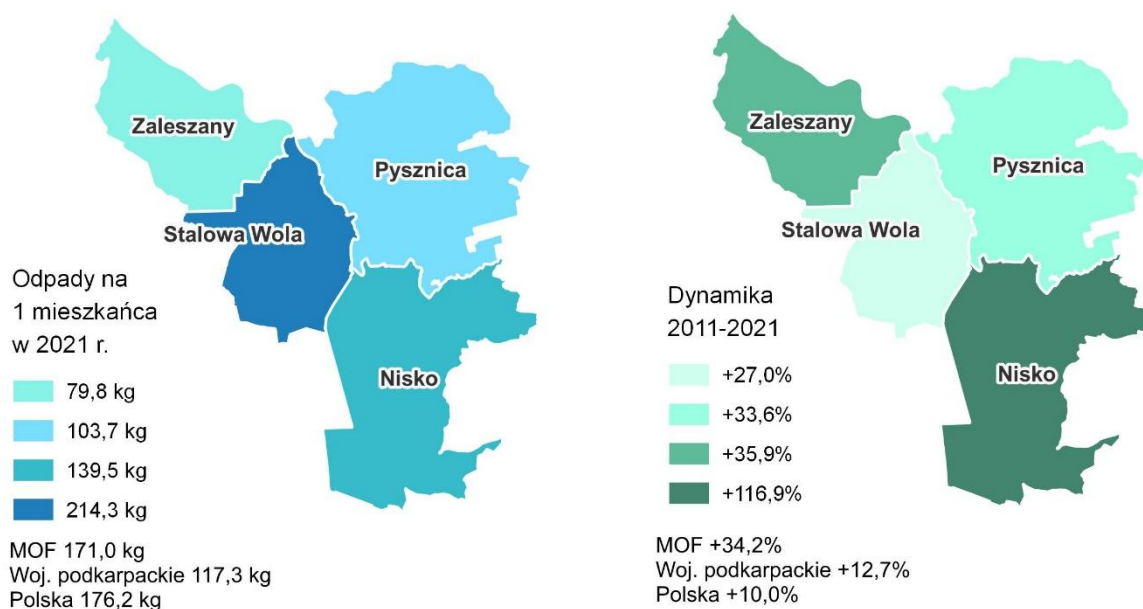 Zaleszany
Pysznica
Stalowa Wola
Nisko
Odpady na
1 mieszkańca
w 2021 r.
79,8 kg
103,7 kg
139,5 kg
214,3 kg
MOF 171,0 kg
Woj. podkarpackie 117,3 kg
Polska 176,2 kg
Zaleszany
Pysznica
Stalowa Wola
Nisko
Dynamika
2011-2021
+27,0%
+33,6%
+35,9%
+116,9%
MOF +34,2%
Woj. podkarpackie +12,7%
Polska +10,0%